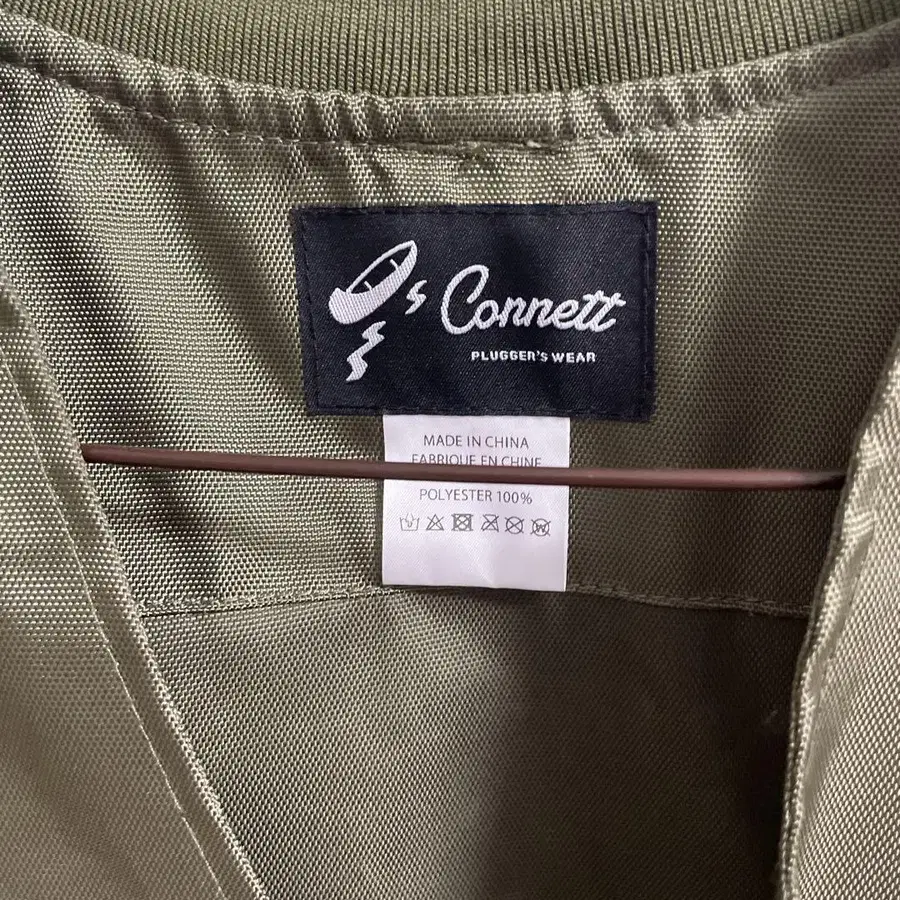 Connett
PLUGGER'S WEAR
MADE IN CHINA
FABRIQUE EN CHINE
POLYESTER 100%